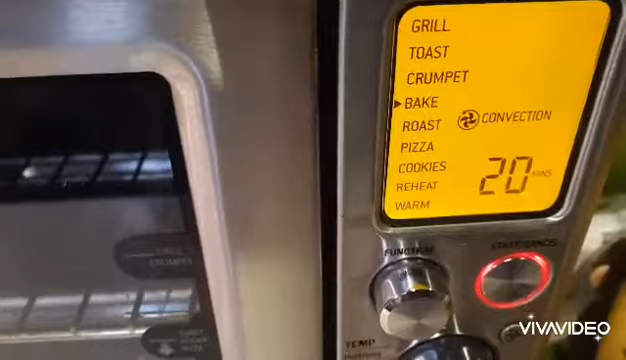 GRILL
TOAST
CRUMPET
BAKE
ROAST
CONVECTION
PIZZA
COOKIES
REHEAT
WARM
20 MINS
FUNCTION
START/CANCEL
TEMP
VIVAVIDEO